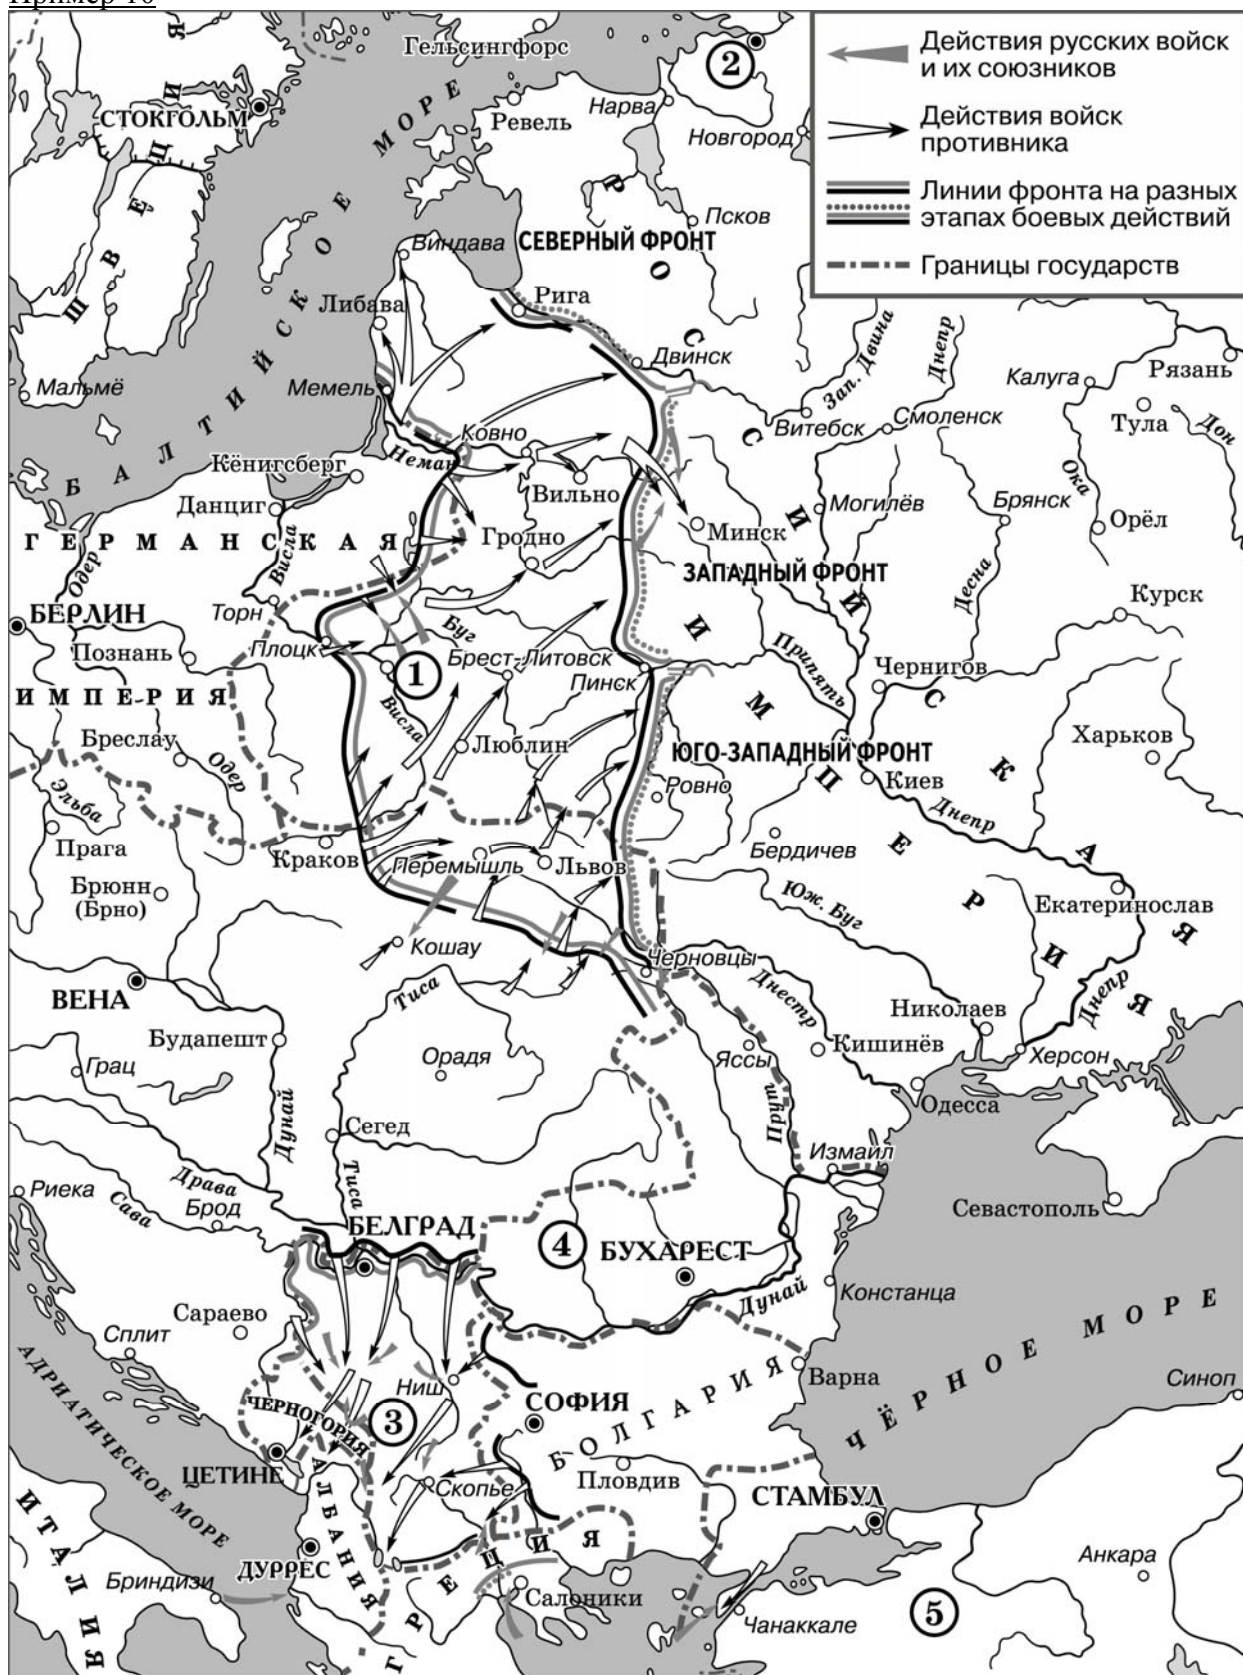 Пример 10
Действия русских войск
и их союзников
Действия войск
противника
Линии фронта на разных
этапах боевых действий
Границы государств
Гельсингфорс
2
СТОКГОЛЬМ
Нарва
Ревель
Новгород
ШВЕЦИЯ
БАЛТИЙСКОЕ МОРЕ
Псков
Виндава
СЕВЕРНЫЙ ФРОНТ
Либава
Рига
Двинск
Зап. Двина
Днепр
Калуга
Рязань
Мальмё
Мемель
Тула
Дон
Витебск
Смоленск
Ковно
Неман
Кёнигсберг
Вильно
Ока
Данциг
Могилёв
Брянск
Орёл
Минск
ГЕРМАНСКАЯ
ИМПЕРИЯ
РОССИЙСКАЯ
ИМПЕРИЯ
Висла
Гродно
Одер
ЗАПАДНЫЙ ФРОНТ
Десна
Торн
БЕРЛИН
Курск
Плоцк
Буг
Познань
1
Брест-Литовск
Пинск
Припять
Чернигов
Висла
Бреслау
Люблин
ЮГО-ЗАПАДНЫЙ ФРОНТ
Харьков
Одер
Эльба
Ровно
Киев
Прага
Краков
Перемышль
Львов
Днепр
Бердичев
Брюнн
(Брно)
Юж. Буг
Екатеринослав
Кошау
Черновцы
ВЕНА
Тиса
Днестр
Днепр
Николаев
Будапешт
Орадя
Яссы
Кишинёв
Херсон
Грац
Прут
Одесса
Дунай
Сегед
Измаил
Тиса
Драва
Риека
Сава
Брод
Севастополь
БЕЛГРАД
4
БУХАРЕСТ
Дунай
Констанца
Сараево
Сплит
ЧЁРНОЕ МОРЕ
АДРИАТИЧЕСКОЕ МОРЕ
Ниш
Варна
Синоп
ЧЕРНОГОРИЯ
3
СОФИЯ
БОЛГАРИЯ
ЦЕТИНЕ
АЛБАНИЯ
Скопье
Пловдив
СТАМБУЛ
ИТАЛИЯ
ДУРРЕС
ГРЕЦИЯ
Анкара
Бриндизи
Салоники
Чанаккале
5